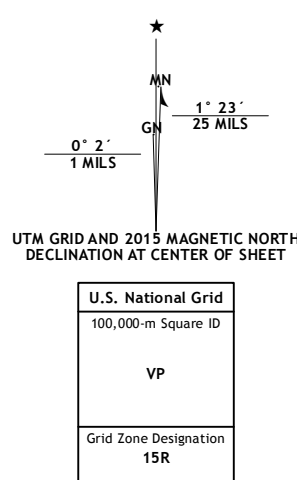 ★
MN
GN
1° 23´
25 MILS
0° 2´
1 MILS
UTM GRID AND 2015 MAGNETIC NORTH
DECLINATION AT CENTER OF SHEET
U.S. National Grid
100,000-m Square ID
VP
Grid Zone Designation
15R